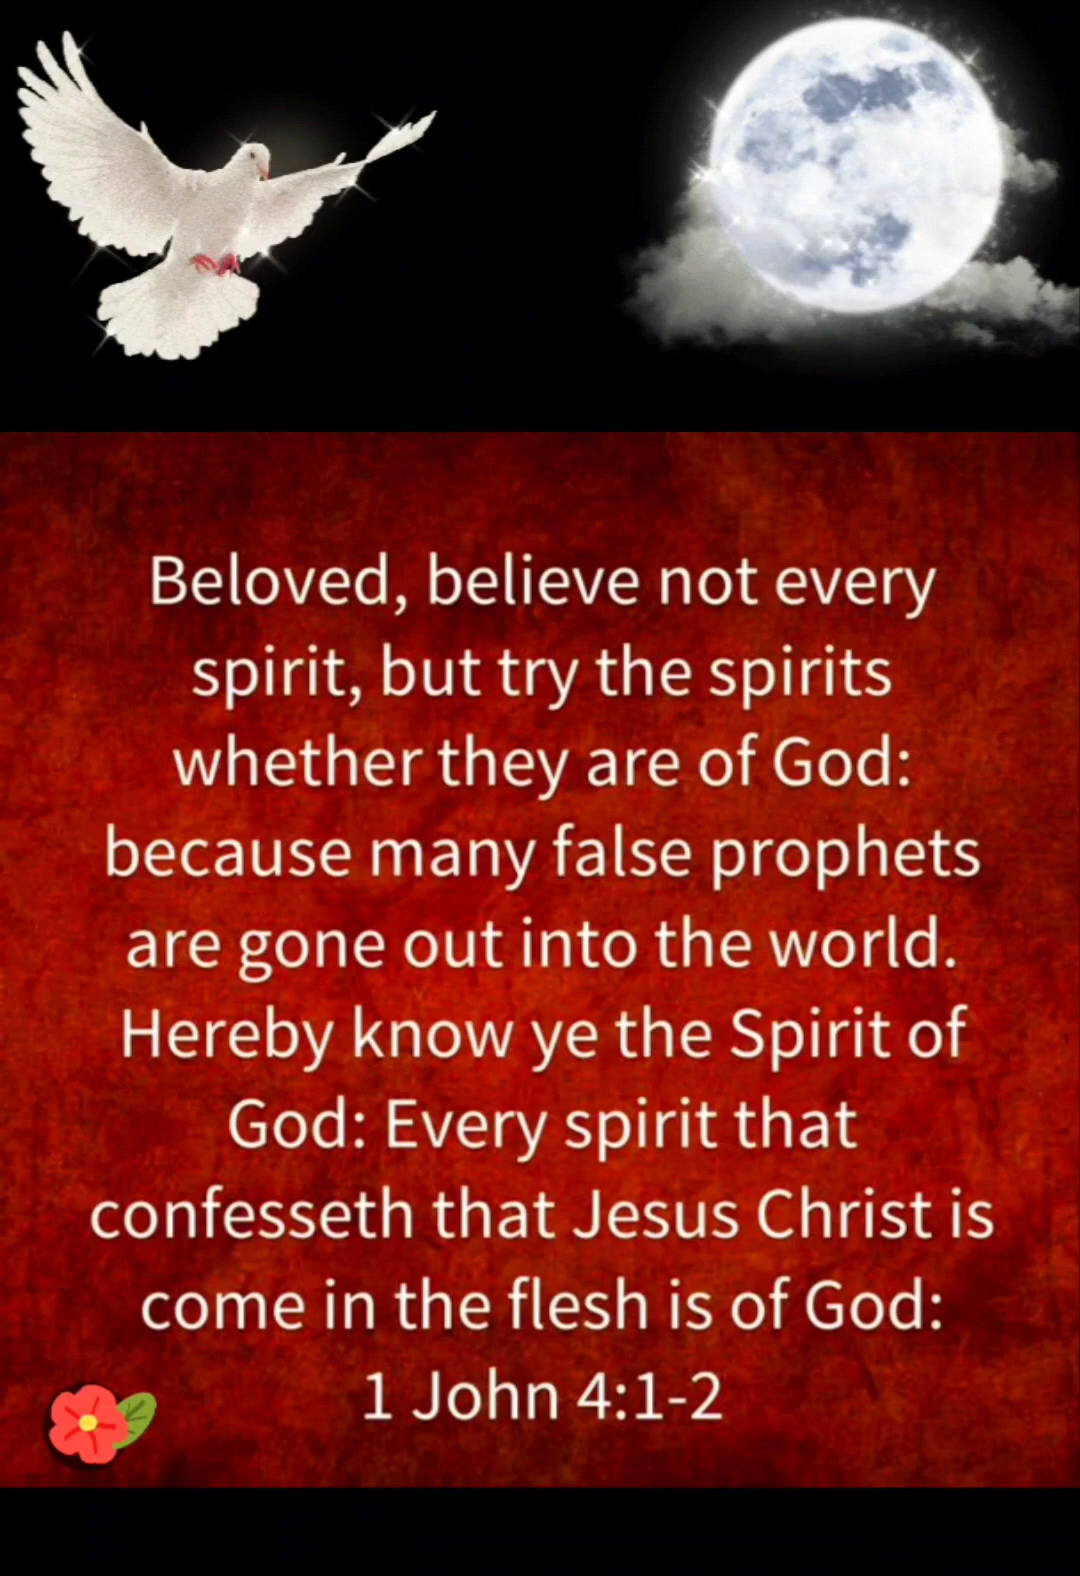 Beloved, believe not every
spirit, but try the spirits
whether they are of God:
because many false prophets
are gone out into the world.
Hereby know ye the Spirit of
God: Every spirit that
confesseth that Jesus Christ is
come in the flesh is of God:
1 John 4:1-2